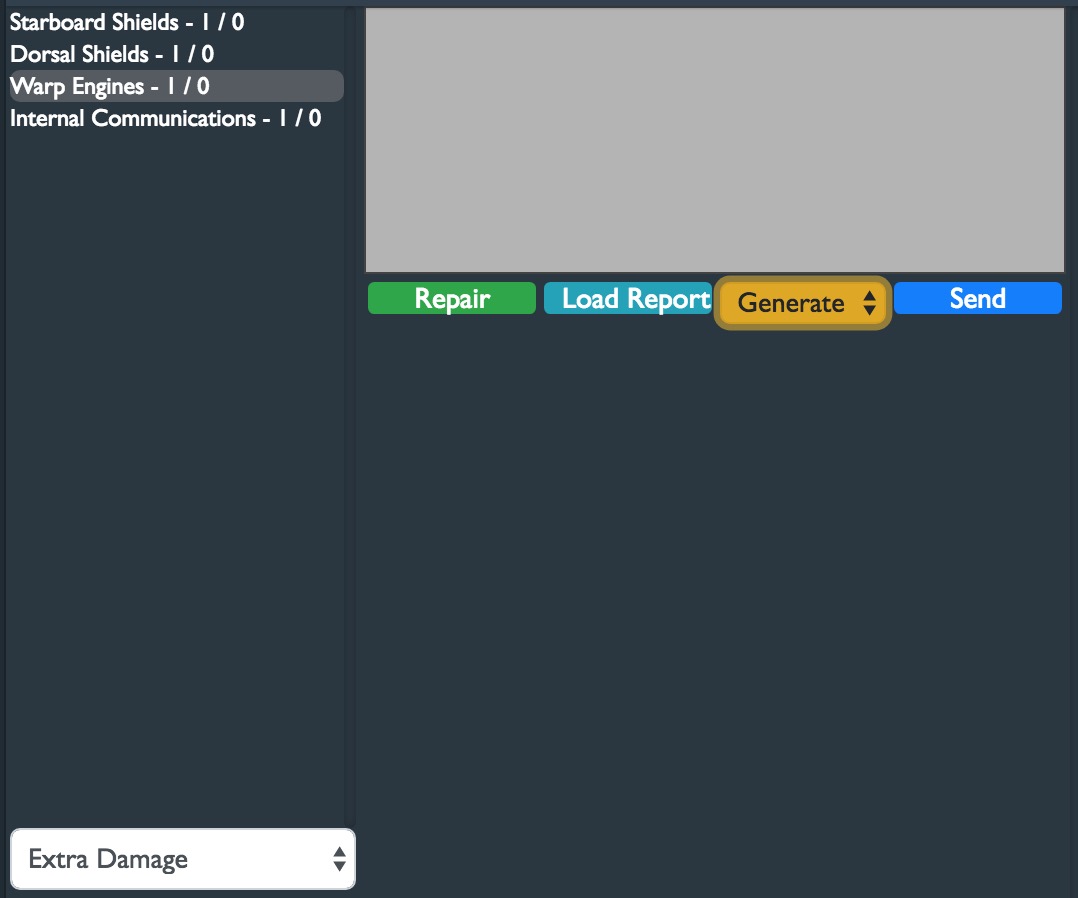 Starboard Shields - 1 / 0
Dorsal Shields - 1 / 0
Warp Engines - 1 / 0
Internal Communications - 1 / 0
Repair
Load Report
Generate
Send
Extra Damage